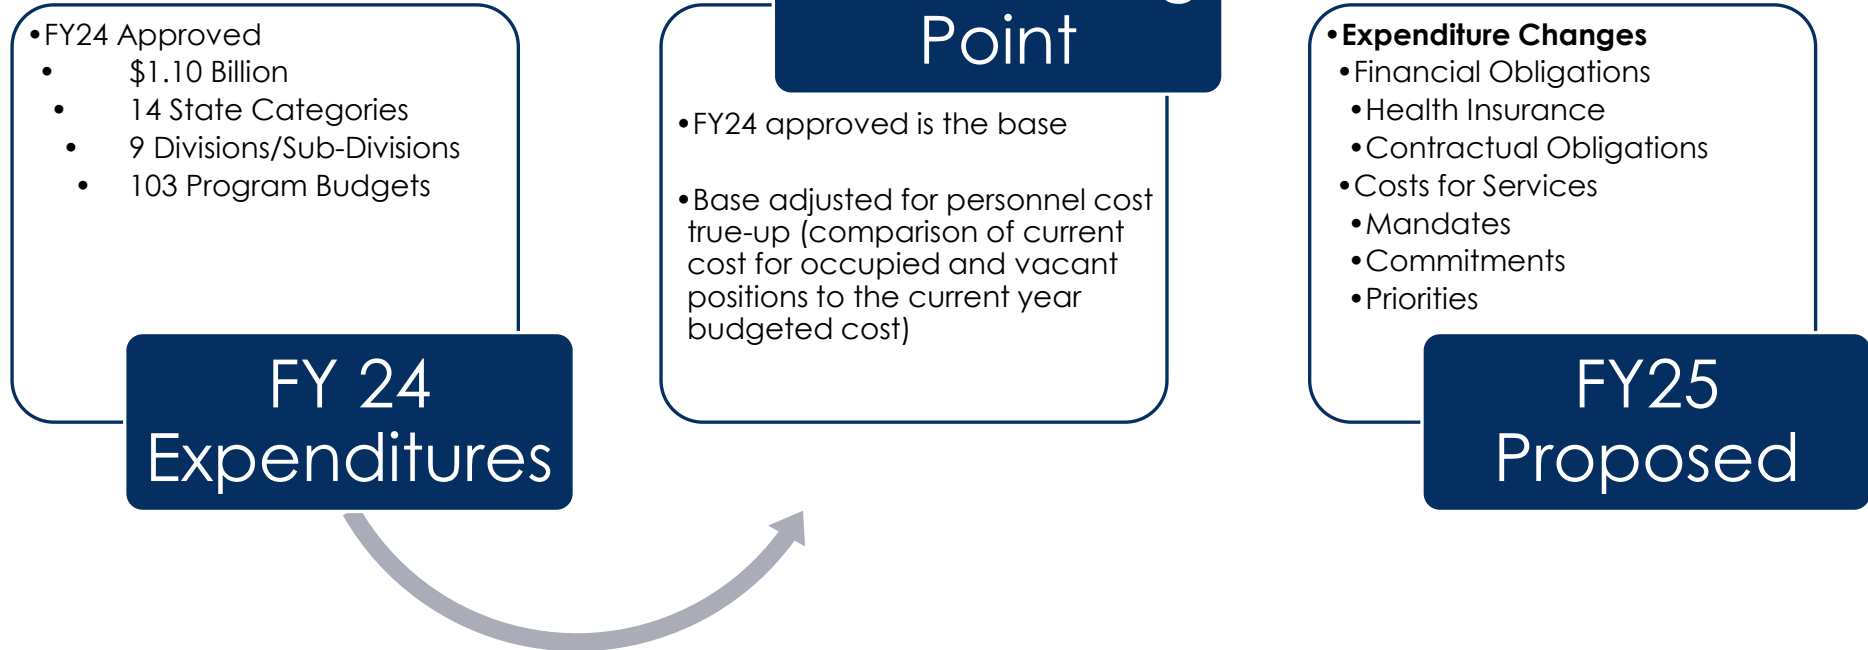 •FY24 Approved
• $1.10 Billion
• 14 State Categories
• 9 Divisions/Sub-Divisions
• 103 Program Budgets
FY 24
Expenditures
Point
•FY24 approved is the base
•Base adjusted for personnel cost
true-up (comparison of current
cost for occupied and vacant
positions to the current year
budgeted cost)
•Expenditure Changes
•Financial Obligations
•Health Insurance
•Contractual Obligations
•Costs for Services
•Mandates
•Commitments
•Priorities
FY25
Proposed